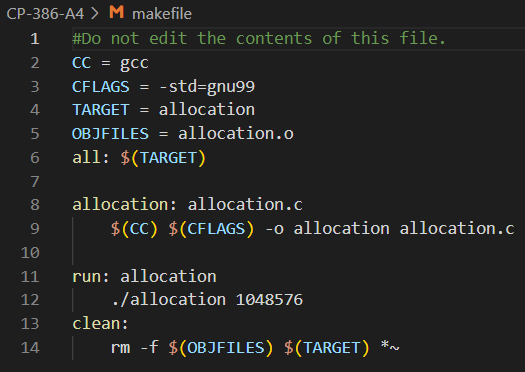 CP-386-A4 > M makefile
1 #Do not edit the contents of this file.
2 CC = gcc
3 CFLAGS = -std=gnu99
4 TARGET = allocation
5 OBJFILES = allocation.o
6 all: $(TARGET)
7
8 allocation: allocation.c
9     $(CC) $(CFLAGS) -o allocation allocation.c
10
11 run: allocation
12     ./allocation 1048576
13 clean:
14     rm -f $(OBJFILES) $(TARGET) *~